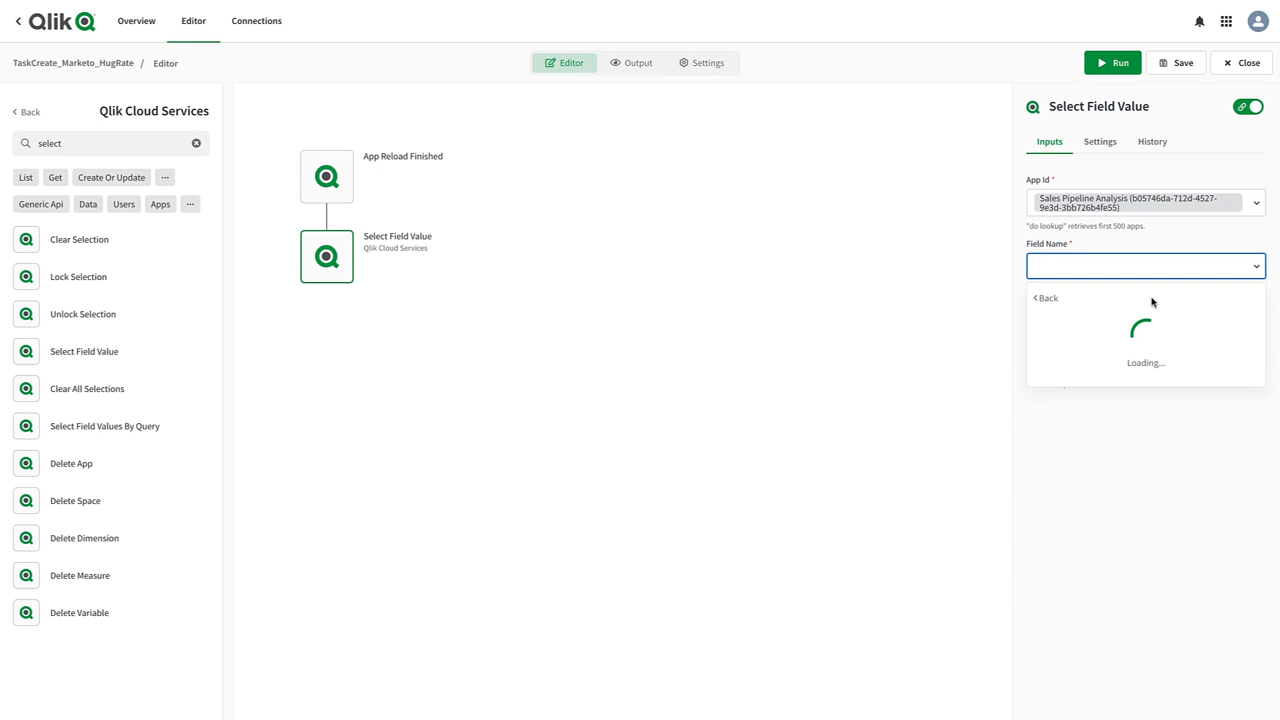 Qlik
Overview
Editor
Connections
TaskCreate_Marketo_HugRate / Editor
Editor
Output
Settings
Run
Save
Close
Back
Qlik Cloud Services
select
List
Get
Create Or Update
...
Generic Api
Data
Users
Apps
...
Clear Selection
Lock Selection
Unlock Selection
Select Field Value
Clear All Selections
Select Field Values By Query
Delete App
Delete Space
Delete Dimension
Delete Measure
Delete Variable
App Reload Finished
Select Field Value
Qlik Cloud Services
Select Field Value
Inputs
Settings
History
App Id *
Sales Pipeline Analysis (b05746da-712d-4527-
9e3d-3bb726b4fe55)
"do lookup" retrieves first 500 apps.
Field Name *
Back
Loading...